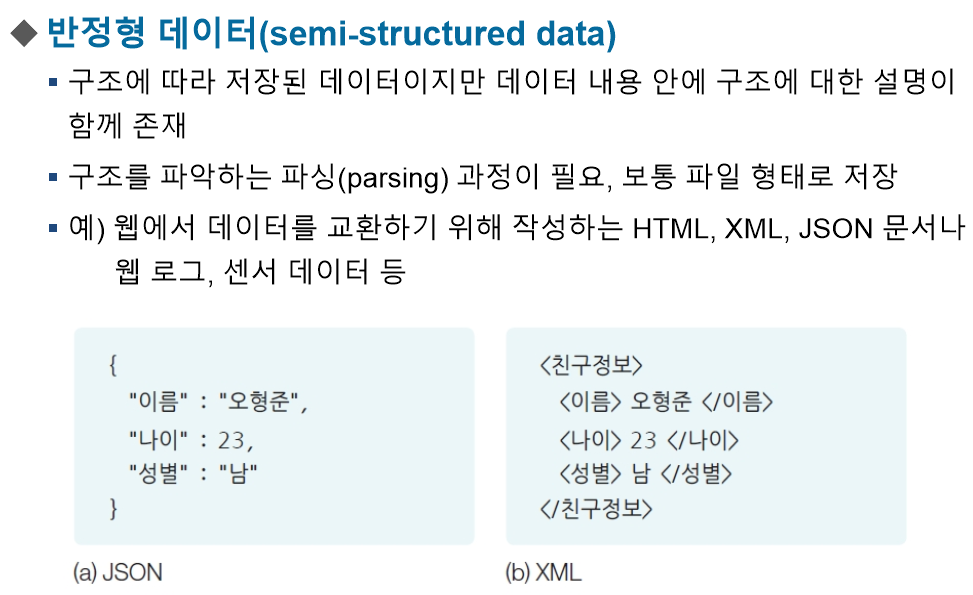 ◆ 반정형 데이터(semi-structured data)
▪ 구조에 따라 저장된 데이터이지만 데이터 내용 안에 구조에 대한 설명이
함께 존재
▪ 구조를 파악하는 파싱(parsing) 과정이 필요, 보통 파일 형태로 저장
▪ 예) 웹에서 데이터를 교환하기 위해 작성하는 HTML, XML, JSON 문서나
웹 로그, 센서 데이터 등
{
"이름" : "오형준",
"나이" : 23,
"성별" : "남"
}
(a) JSON
<친구정보>
<이름> 오형준 </이름>
<나이> 23 </나이>
<성별> 남 </성별>
</친구정보>
(b) XML